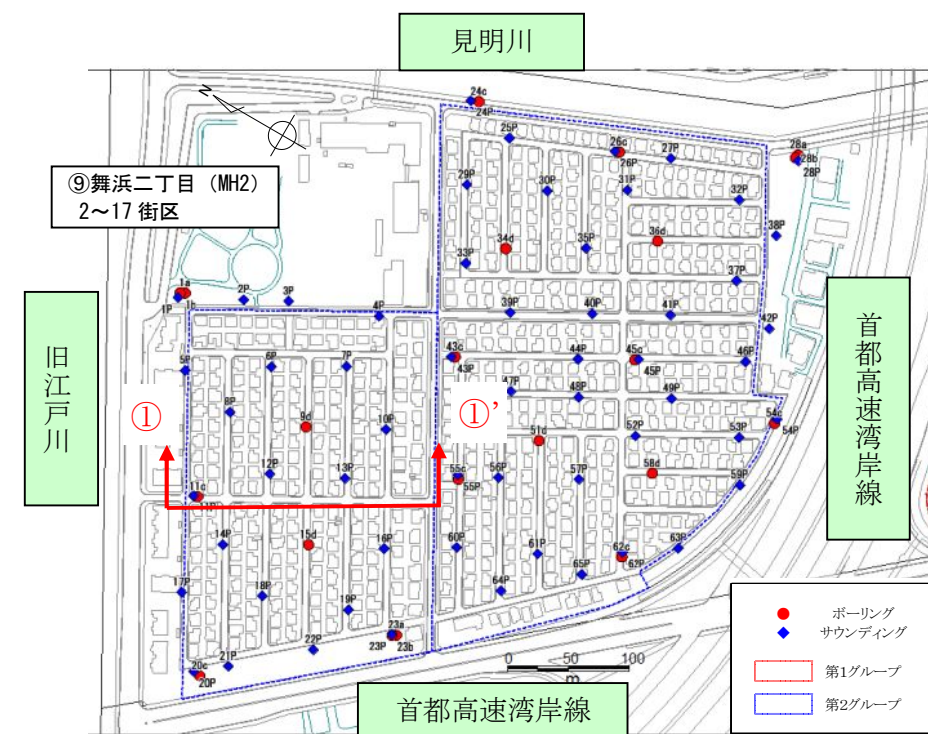 見明川
N
24c
24P
25P
26c
26P
27P
28a
28b
28P
⑨舞浜二丁目（MH2）
2～17 街区
29P
30P
31P
32P
38P
34d
35P
36d
33P
37P
1a
1b
1P
2P
3P
4P
39P
40P
41P
42P
旧江戸川
首都高速湾岸線
5P
6P
7P
43c
43P
44P
45c
45P
46P
①
①’
8P
9d
10P
47P
48P
49P
51d
52P
53P
54c
54P
12P
13P
55c
55P
56P
57P
58d
59P
11c
11P
14P
15d
16P
60P
61P
62c
62P
63P
17P
18P
19P
64P
65P
20c
20P
21P
22P
23a
23P
23b
0 50 100
m
首都高速湾岸線
ボーリング
サウンディング
第1グループ
第2グループ